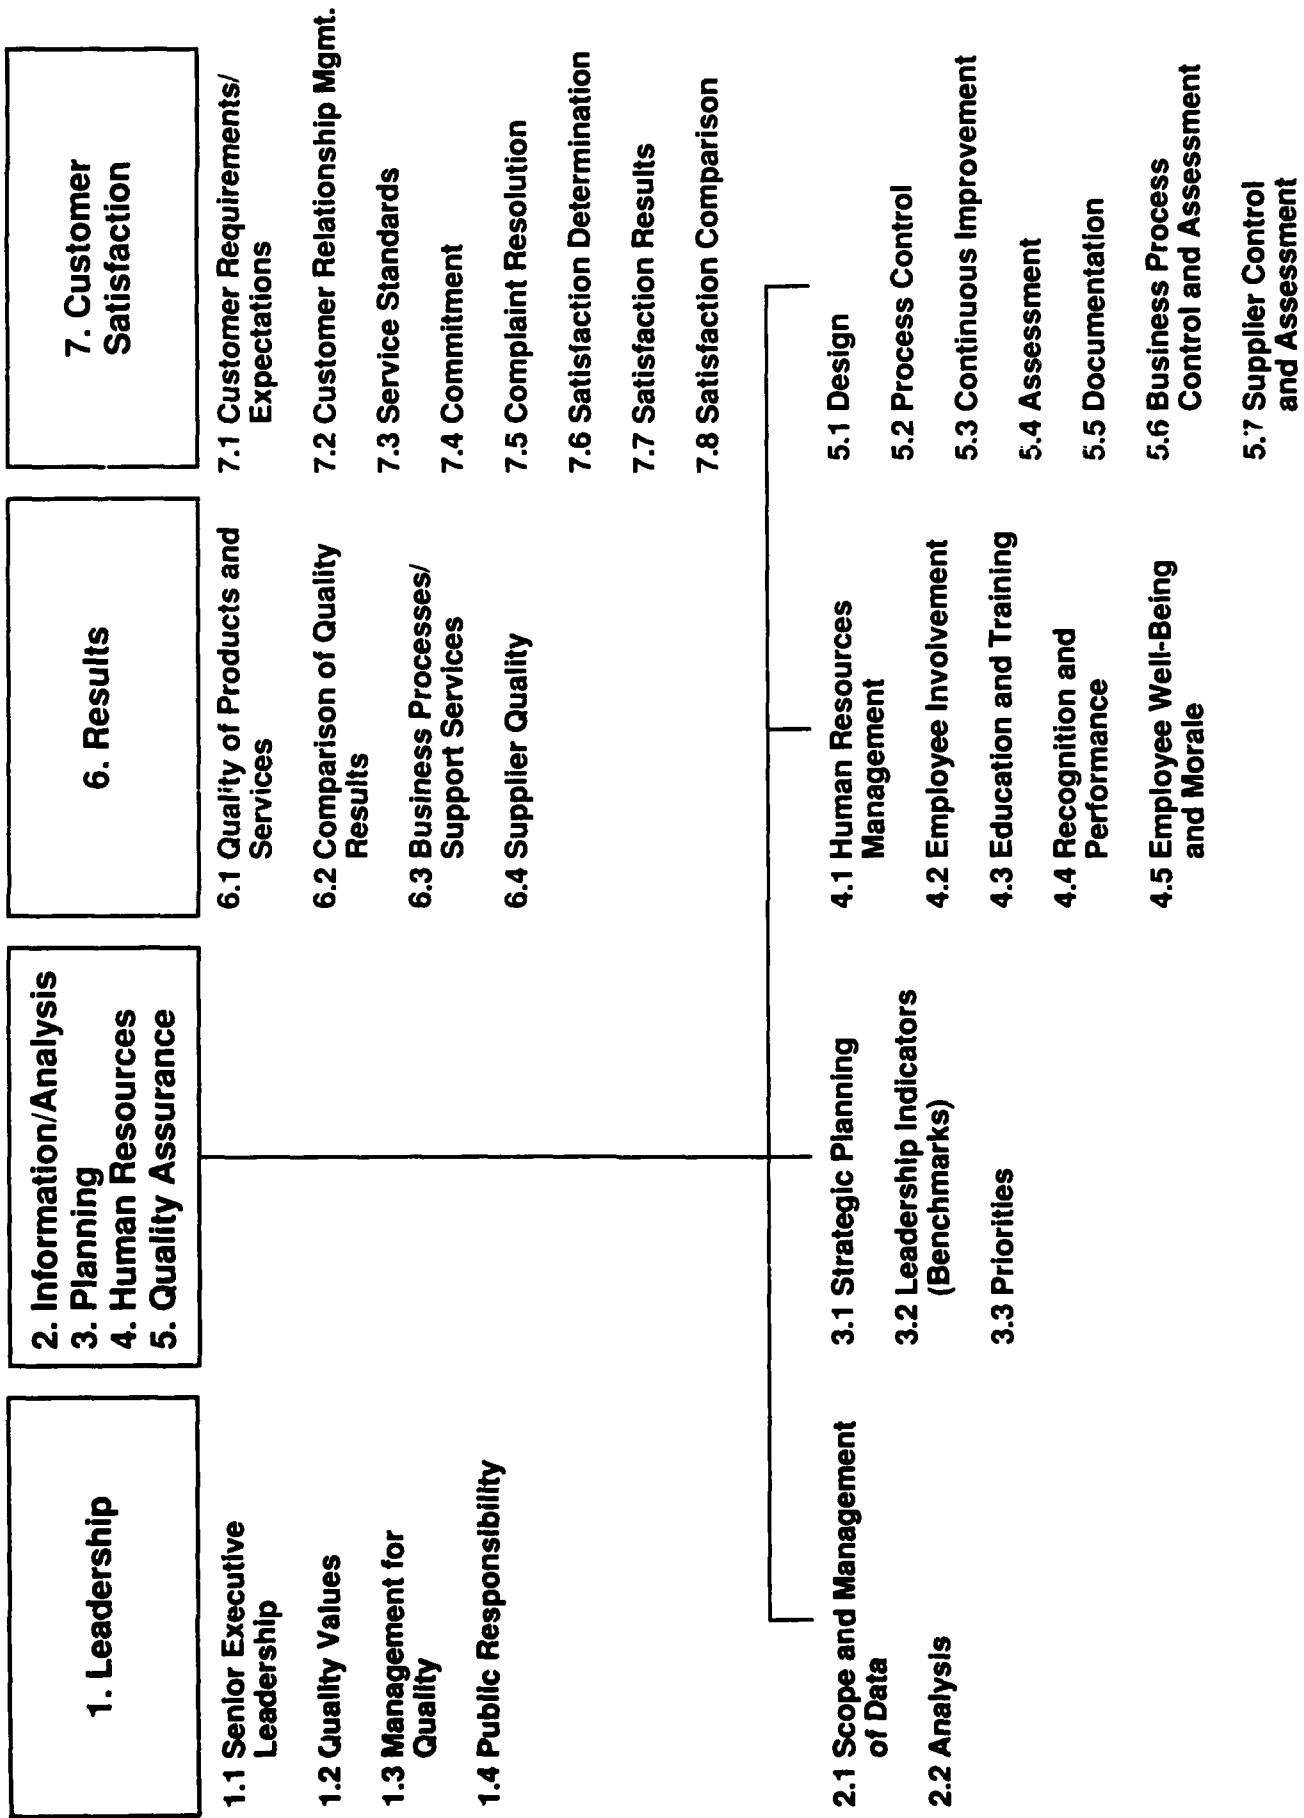 1. Leadership
1.1 Senior Executive
Leadership
1.2 Quality Values
1.3 Management for
Quality
1.4 Public Responsibility
2. Information/Analysis
3. Planning
4. Human Resources
5. Quality Assurance
6. Results
6.1 Quality of Products and
Services
6.2 Comparison of Quality
Results
6.3 Business Processes/
Support Services
6.4 Supplier Quality
7. Customer
Satisfaction
7.1 Customer Requirements/
Expectations
7.2 Customer Relationship Mgmt.
7.3 Service Standards
7.4 Commitment
7.5 Complaint Resolution
7.6 Satisfaction Determination
7.7 Satisfaction Results
7.8 Satisfaction Comparison
2.1 Scope and Management
of Data
2.2 Analysis
3.1 Strategic Planning
3.2 Leadership Indicators
(Benchmarks)
3.3 Priorities
4.1 Human Resources
Management
4.2 Employee Involvement
4.3 Education and Training
4.4 Recognition and
Performance
4.5 Employee Well-Being
and Morale
5.1 Design
5.2 Process Control
5.3 Continuous Improvement
5.4 Assessment
5.5 Documentation
5.6 Business Process
Control and Assessment
5.7 Supplier Control
and Assessment